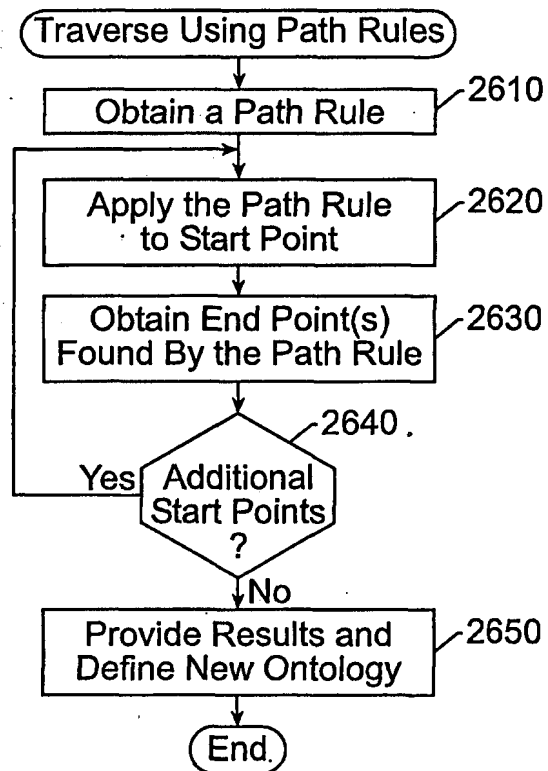 Traverse Using Path Rules
2610
Obtain a Path Rule
Apply the Path Rule
to Start Point
2620
Obtain End Point(s)
Found By the Path Rule
2630
2640
Yes
Additional
Start Points
?
No
Provide Results and
Define New Ontology
2650
End